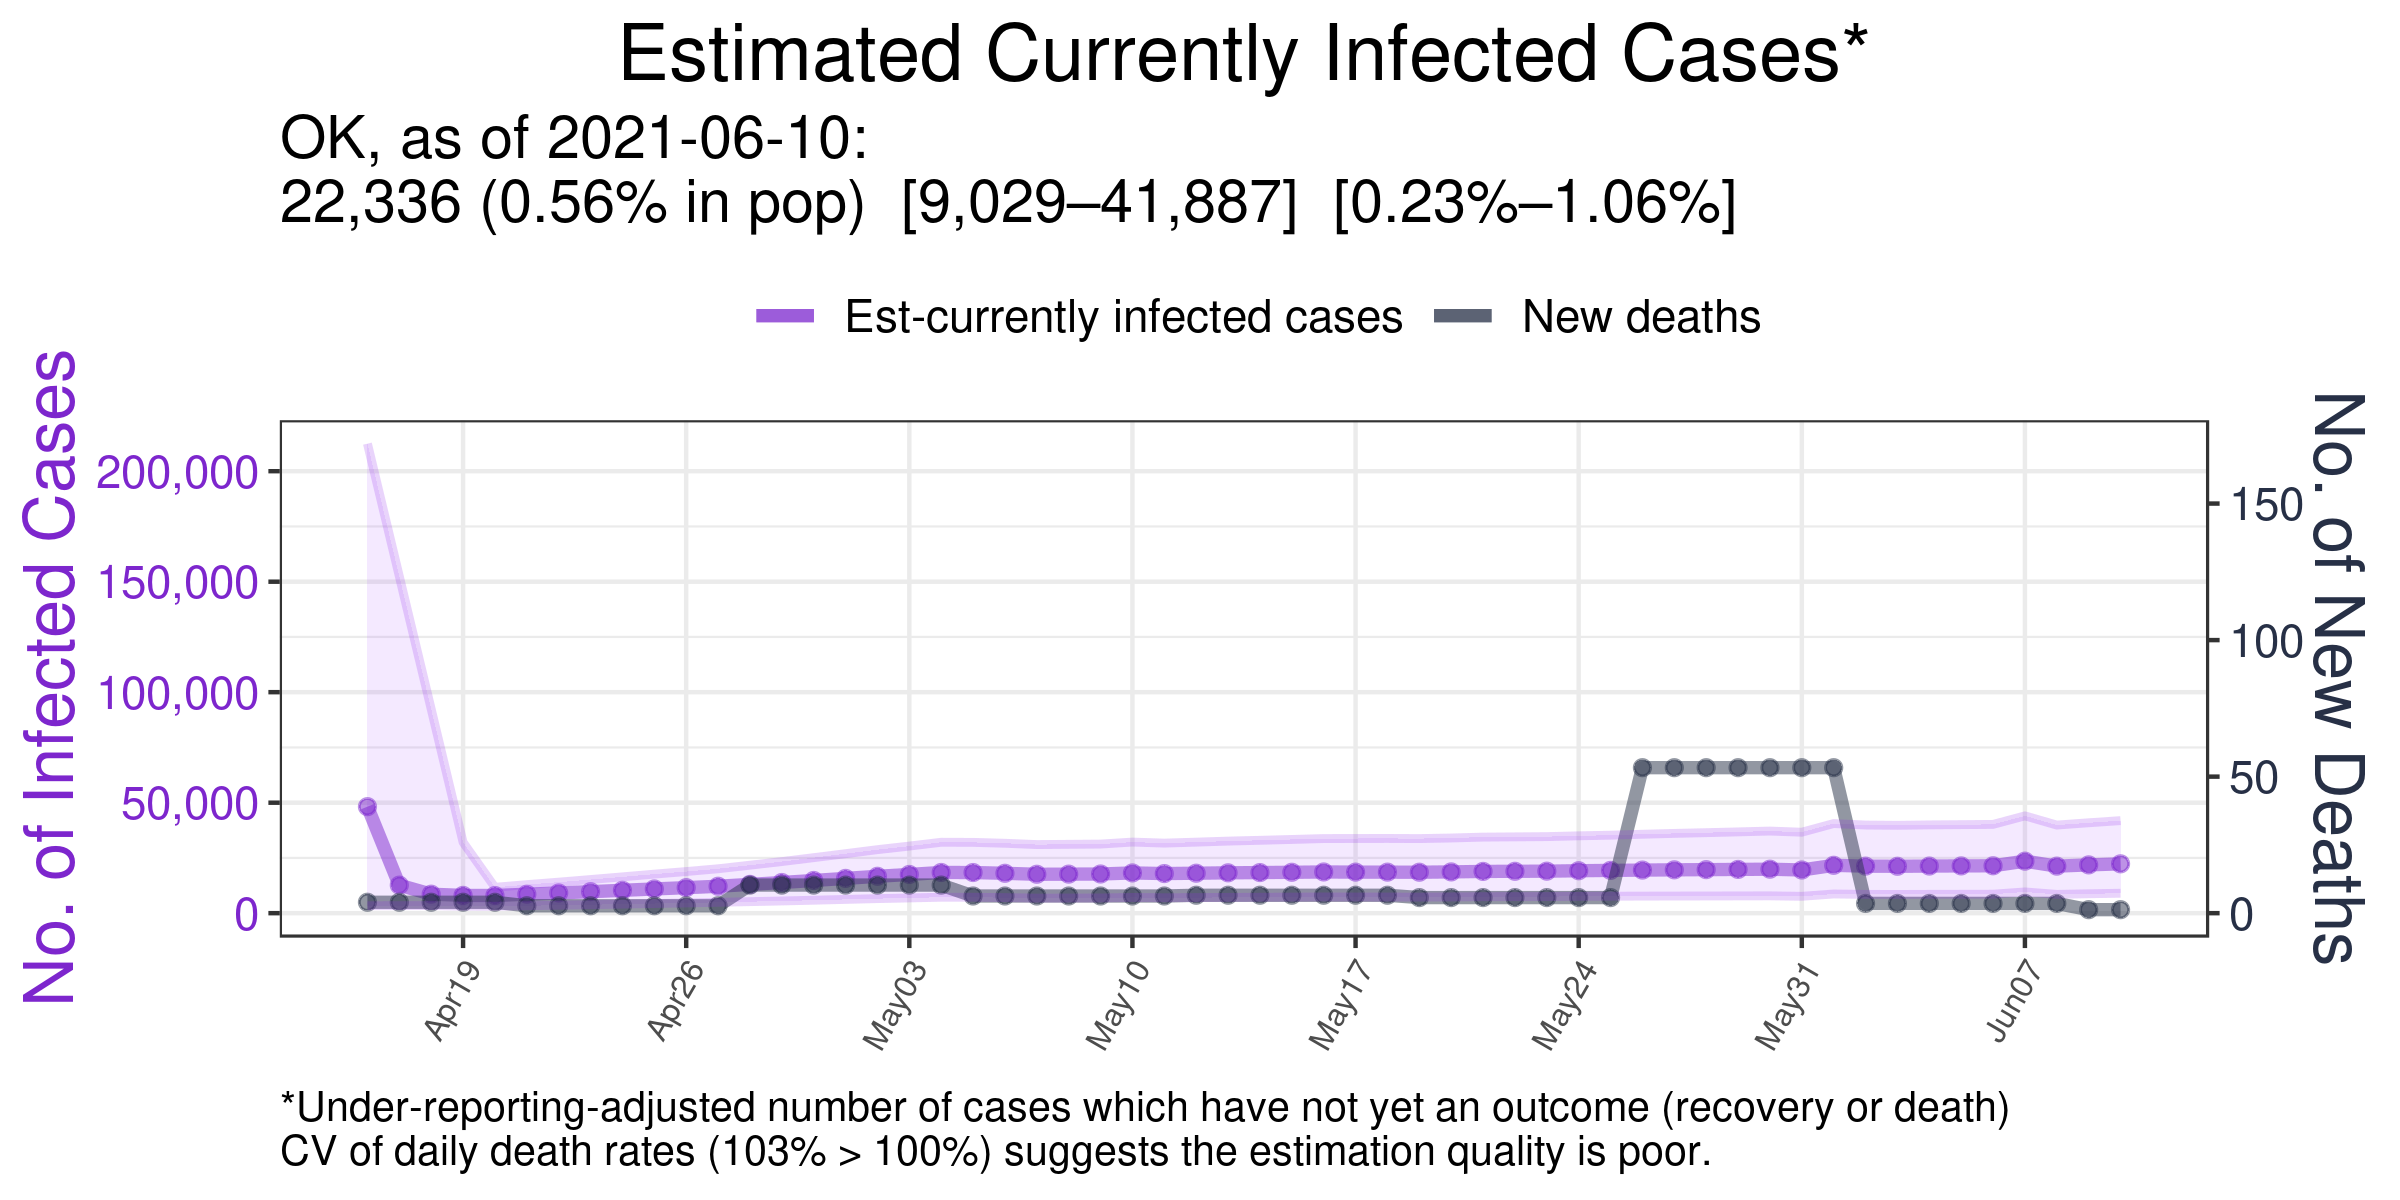 Estimated Currently Infected Cases*
OK, as of 2021-06-10:
22,336 (0.56% in pop)  [9,029–41,887]  [0.23%–1.06%]
Est-currently infected cases
New deaths
No. of Infected Cases
200,000
150,000
100,000
50,000
0
150
100
50
0
No. of New Deaths
Apr19
Apr26
May03
May10
May17
May24
May31
Jun07
*Under-reporting-adjusted number of cases which have not yet an outcome (recovery or death)
CV of daily death rates (103% > 100%) suggests the estimation quality is poor.